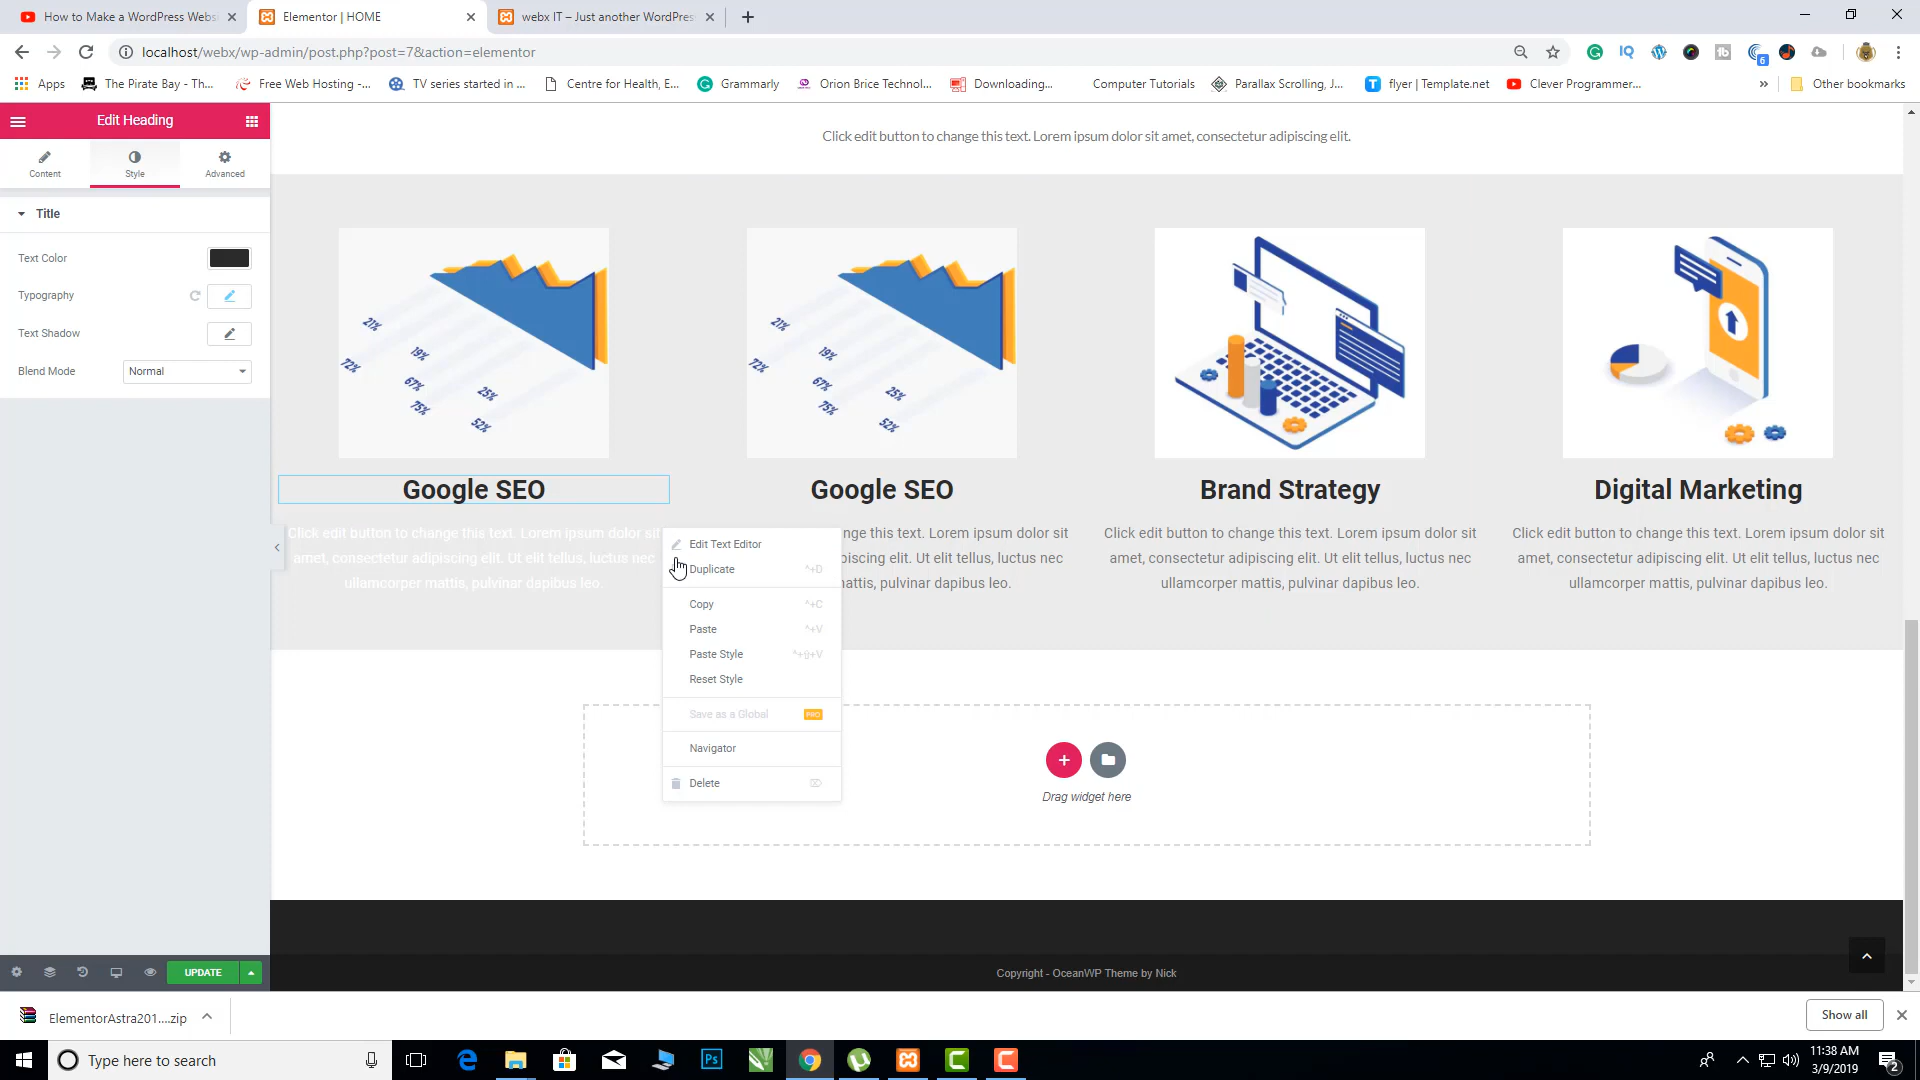 How to Make a WordPress Websi
Elementor | HOME
webx IT – Just another WordPres
localhost/webx/wp-admin/post.php?post=7&action=elementor
Apps
The Pirate Bay - Th...
Free Web Hosting -...
TV series started in ...
Centre for Health, E...
Grammarly
Orion Brice Technol...
Downloading...
Computer Tutorials
Parallax Scrolling, J...
flyer | Template.net
Clever Programmer...
» Other bookmarks
Edit Heading
Content
Style
Advanced
Title
Text Color
Typography
Text Shadow
Blend Mode
Normal
Click edit button to change this text. Lorem ipsum dolor sit amet, consectetur adipiscing elit.
21%
72%
19%
67%
75%
25%
52%
21%
72%
19%
67%
75%
25%
52%
Google SEO
Google SEO
Brand Strategy
Digital Marketing
Click edit button to change this text. Lorem ipsum dolor sit
amet, consectetur adipiscing elit. Ut elit tellus, luctus nec
ullamcorper mattis, pulvinar dapibus leo.
nge this text. Lorem ipsum dolor sit
piscing elit. Ut elit tellus, luctus nec
, pulvinar dapibus leo.
Click edit button to change this text. Lorem ipsum dolor sit
amet, consectetur adipiscing elit. Ut elit tellus, luctus nec
ullamcorper mattis, pulvinar dapibus leo.
Click edit button to change this text. Lorem ipsum dolor sit
amet, consectetur adipiscing elit. Ut elit tellus, luctus nec
ullamcorper mattis, pulvinar dapibus leo.
Edit Text Editor
Duplicate ^+D
Copy ^+C
Paste ^+V
Paste Style ^+⇧+V
Reset Style
Save as a Global PRO
Navigator
Delete ⌦
Drag widget here
UPDATE
Copyright - OceanWP Theme by Nick
ElementorAstra201....zip
Show all
Type here to search
11:38 AM
3/9/2019
2